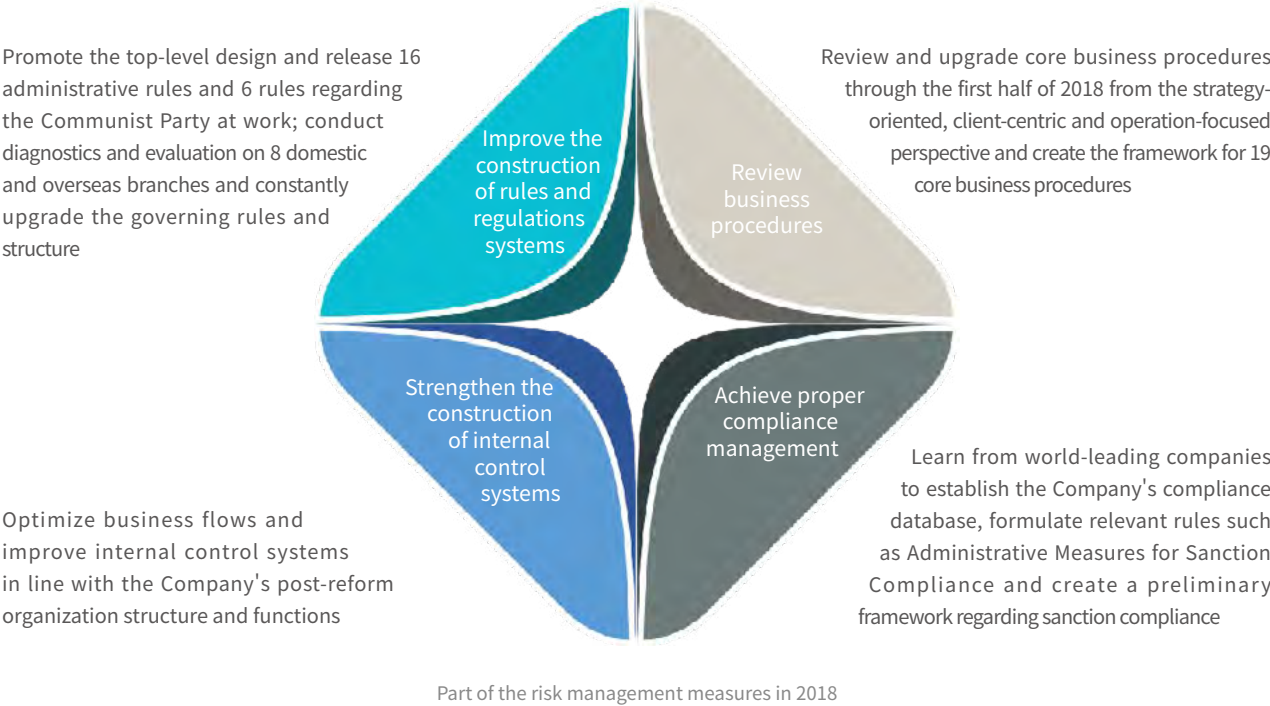 Promote the top-level design and release 16
administrative rules and 6 rules regarding
the Communist Party at work; conduct
diagnostics and evaluation on 8 domestic
and overseas branches and constantly
upgrade the governing rules and
structure
Improve the
construction
of rules and
regulations
systems
Review
business
procedures
Review and upgrade core business procedures
through the first half of 2018 from the strategy-
oriented, client-centric and operation-focused
perspective and create the framework for 19
core business procedures
Strengthen the
construction
of internal
control
systems
Optimize business flows and
improve internal control systems
in line with the Company's post-reform
organization structure and functions
Achieve proper
compliance
management
Learn from world-leading companies
to establish the Company's compliance
database, formulate relevant rules such
as Administrative Measures for Sanction
Compliance and create a preliminary
framework regarding sanction compliance
Part of the risk management measures in 2018